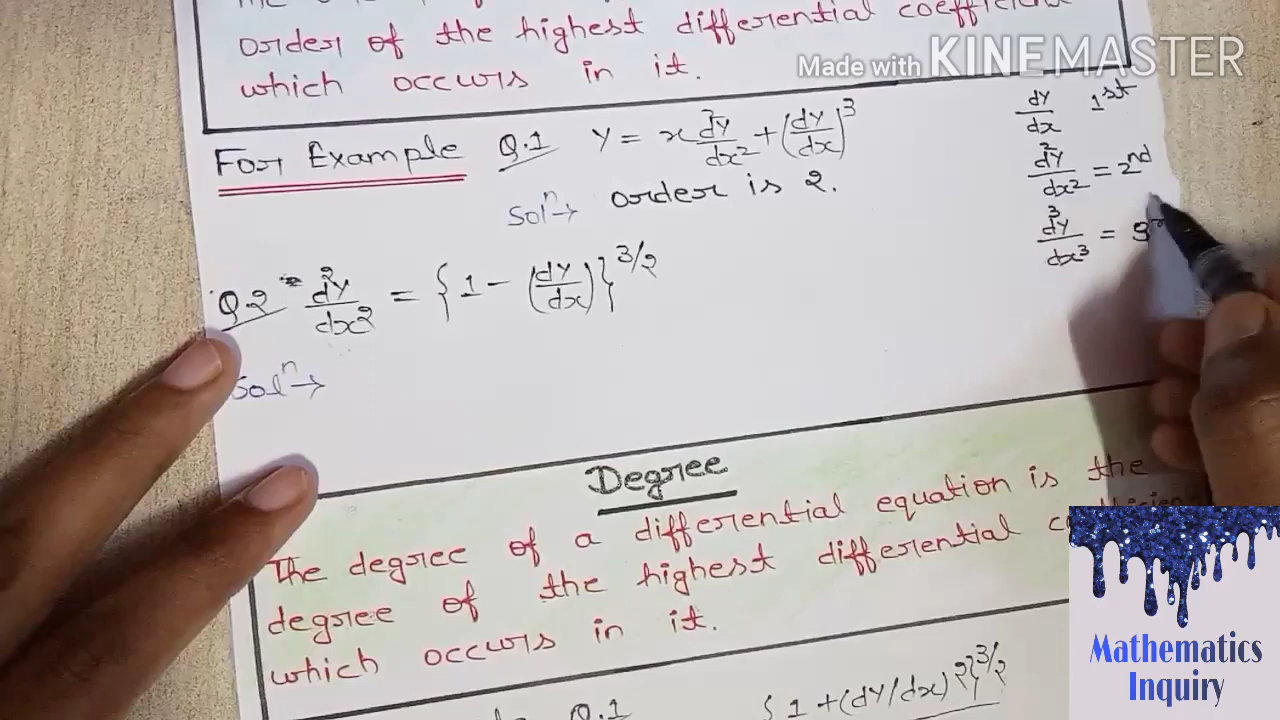 order of the highest differential coefficient
which occurs in it.
Made with KINEMASTER
For Example Q.1 y = x d²y/dx² + (dy/dx)³
Solⁿ→ order is 2.
dy/dx 1st
d²y/dx² = 2nd
d³y/dx³ = 3r
Q.2 d²y/dx² = {1 - (dy/dx)}^3/2
Solⁿ→
Degree
The degree of a differential equation is the
degree of the highest differential
which occurs in it.
Q.1 {1+(dy/dx)²}^3/2
Mathematics
Inquiry